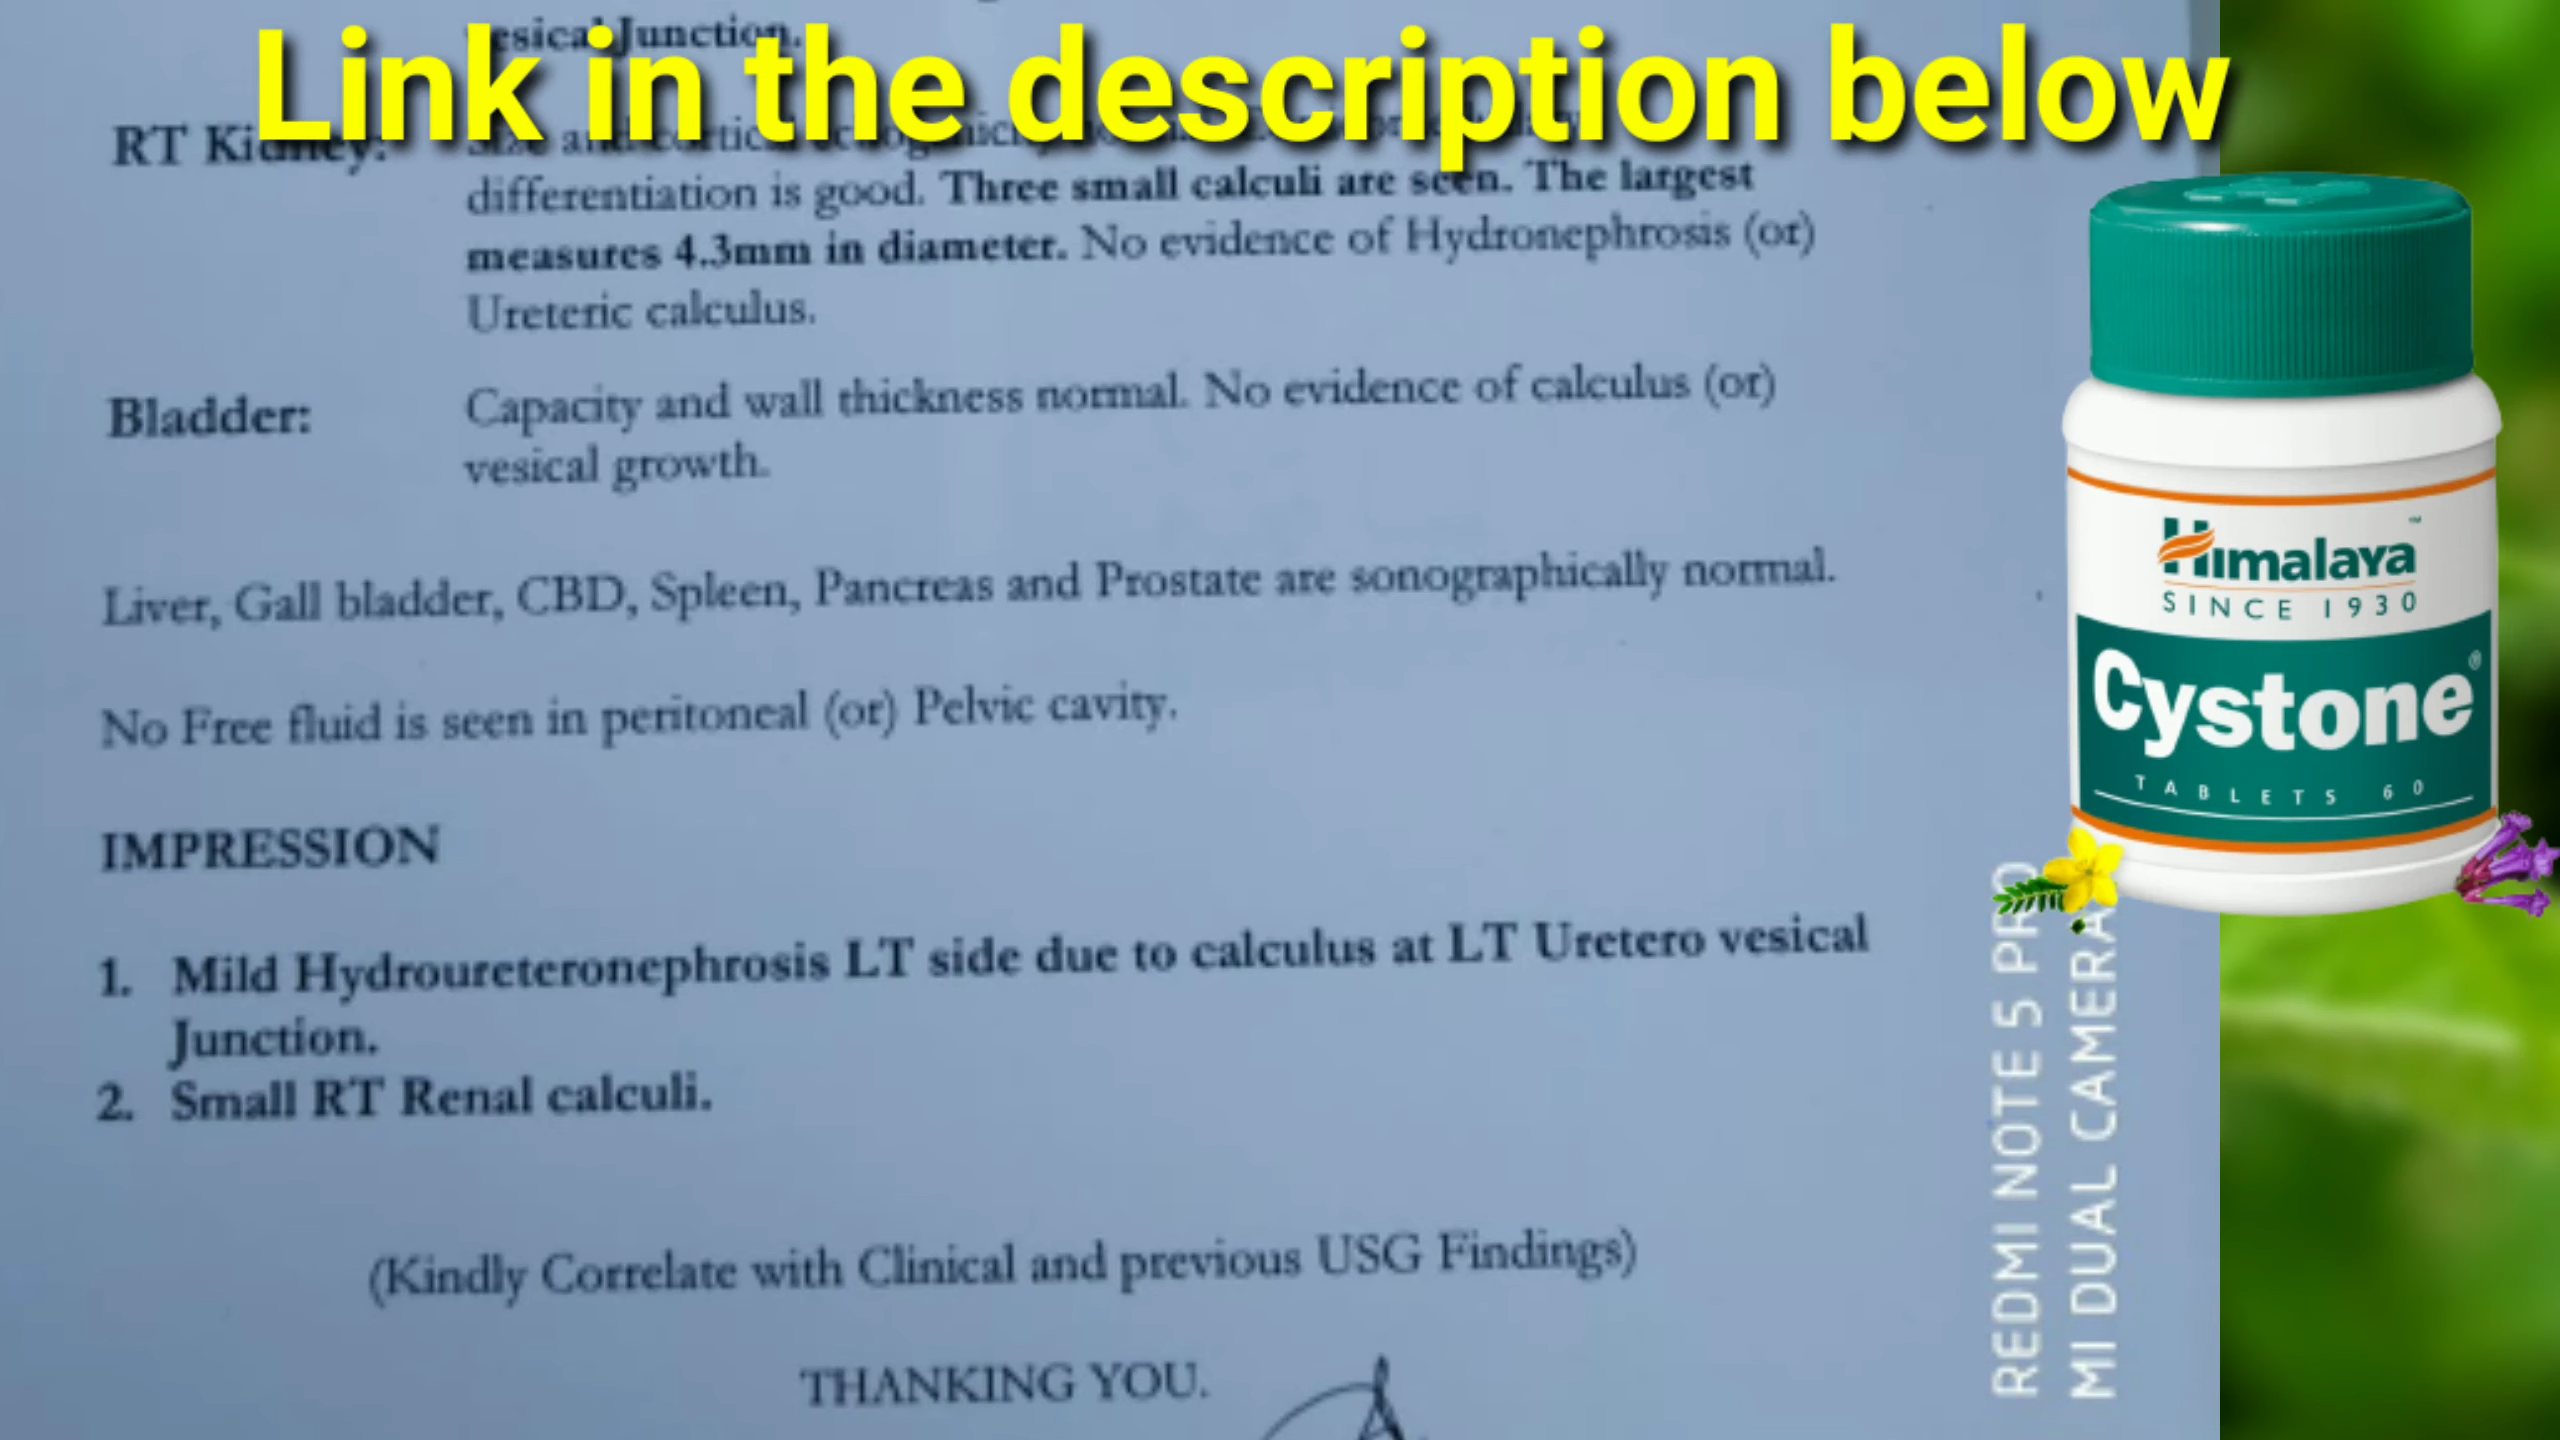 Link in the description below
vesical Junction.
RT Kidney:
differentiation is good. Three small calculi are seen. The largest
measures 4.3mm in diameter. No evidence of Hydronephrosis (or)
Ureteric calculus.
Bladder: Capacity and wall thickness normal. No evidence of calculus (or)
vesical growth.
Liver, Gall bladder, CBD, Spleen, Pancreas and Prostate are sonographically normal.
No Free fluid is seen in peritoneal (or) Pelvic cavity.
IMPRESSION
1. Mild Hydroureteronephrosis LT side due to calculus at LT Uretero vesical
Junction.
2. Small RT Renal calculi.
(Kindly Correlate with Clinical and previous USG Findings)
THANKING YOU.
Himalaya™
SINCE 1930
Cystone®
TABLETS 60
REDMI NOTE 5 PRO
MI DUAL CAMERA